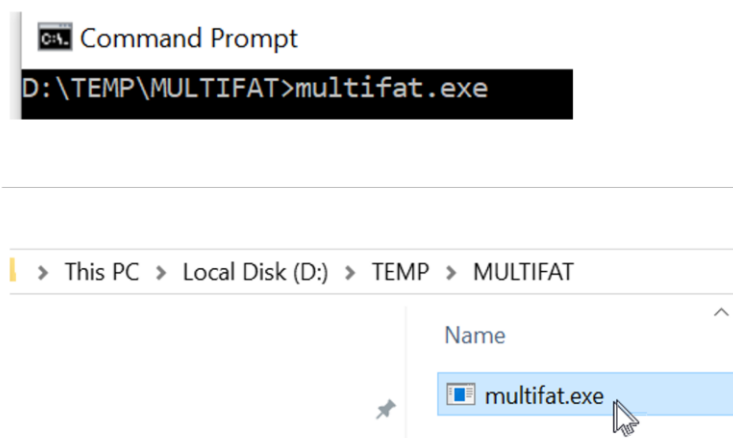 C:\. Command Prompt
D:\TEMP\MULTIFAT>multifat.exe
> This PC > Local Disk (D:) > TEMP > MULTIFAT
Name
multifat.exe